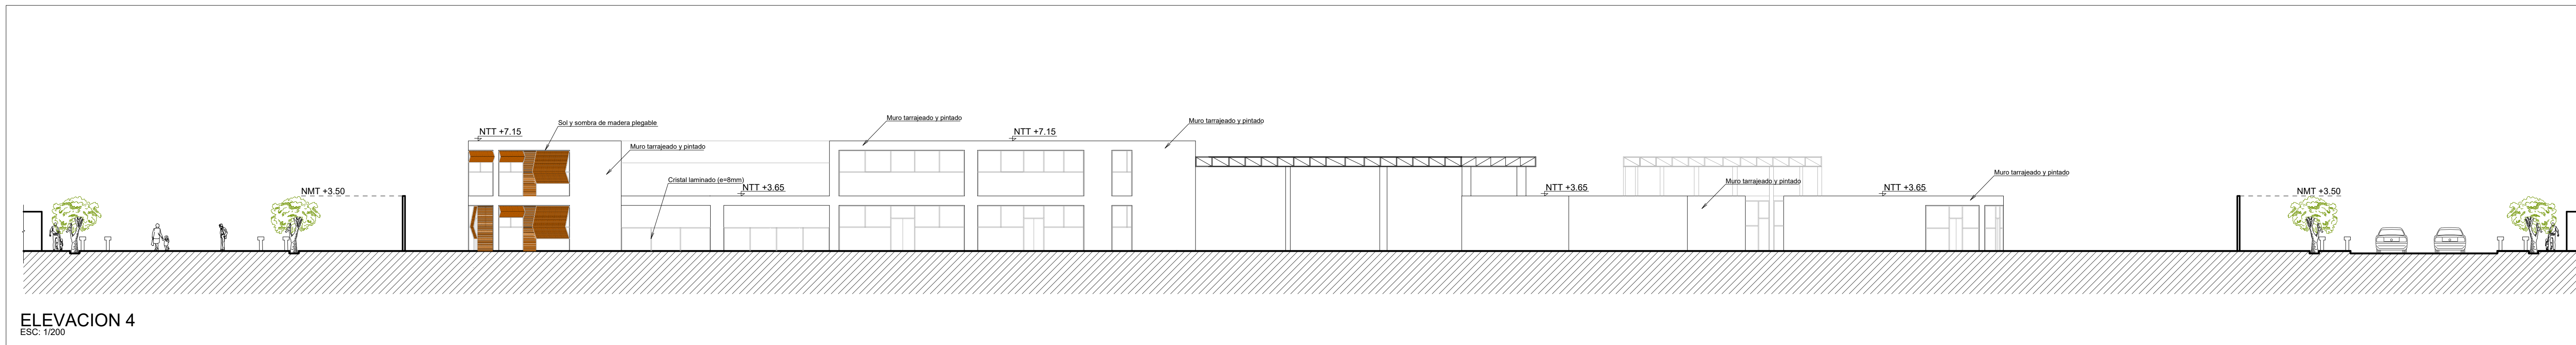 Sol y sombra de madera plegable
Muro tarrajeado y pintado
Muro tarrajeado y pintado
NTT +7.15
NTT +7.15
Muro tarrajeado y pintado
Cristal laminado (e=8mm)
Muro tarrajeado y pintado
Muro tarrajeado y pintado
NMT +3.50
NTT +3.65
NTT +3.65
NTT +3.65
NMT +3.50
ELEVACION 4
ESC: 1/200